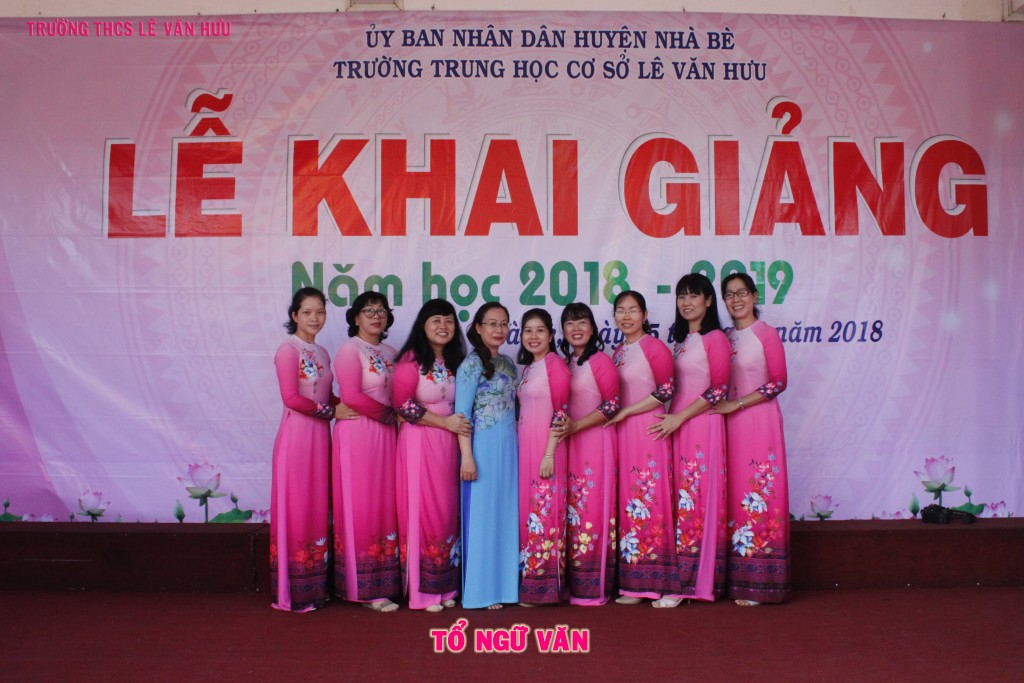 TRƯỜNG THCS LÊ VĂN HƯU
ỦY BAN NHÂN DÂN HUYỆN NHÀ BÈ
TRƯỜNG TRUNG HỌC CƠ SỞ LÊ VĂN HƯU
LỄ KHAI GIẢNG
Năm học 2018 - 2019
năm 2018
TỔ NGỮ VĂN